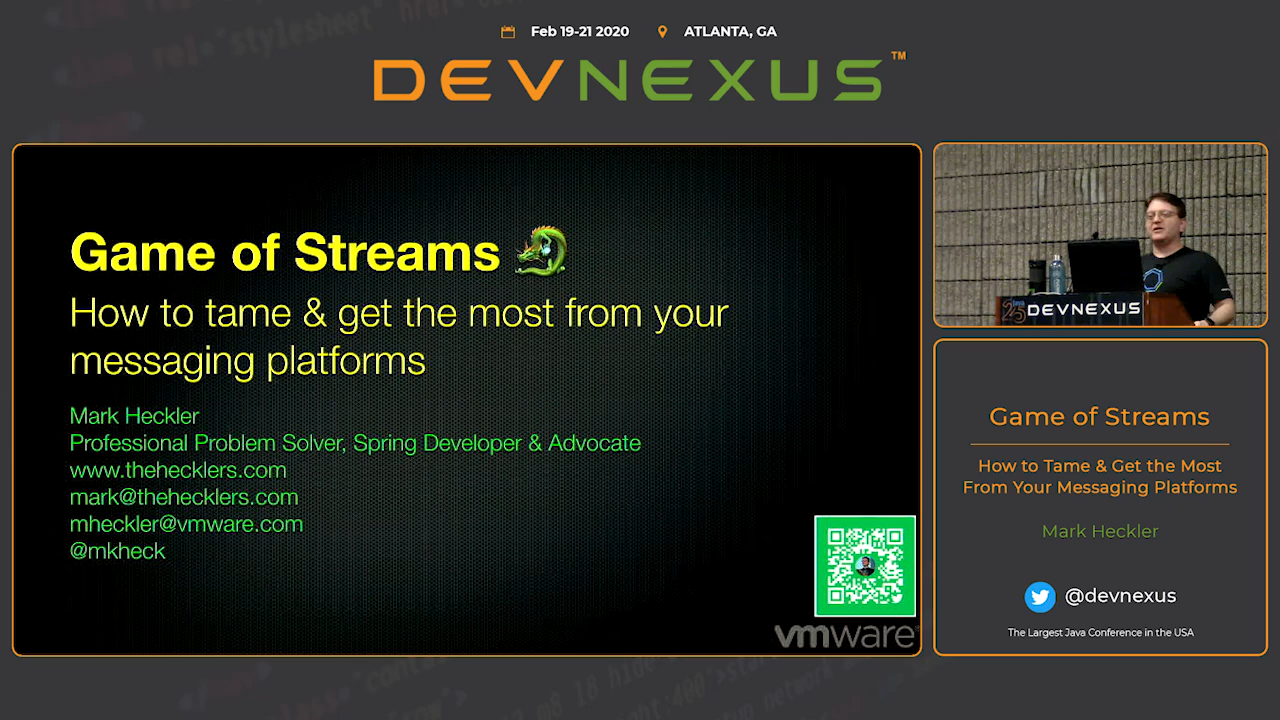 Feb 19-21 2020 ATLANTA, GA
DEVNEXUS™
Game of Streams
How to tame & get the most from your
messaging platforms
Mark Heckler
Professional Problem Solver, Spring Developer & Advocate
www.thehecklers.com
mark@thehecklers.com
mheckler@vmware.com
@mkheck
vmware®
DEVNEXUS
Game of Streams
How to Tame & Get the Most
From Your Messaging Platforms
Mark Heckler
@devnexus
The Largest Java Conference in the USA